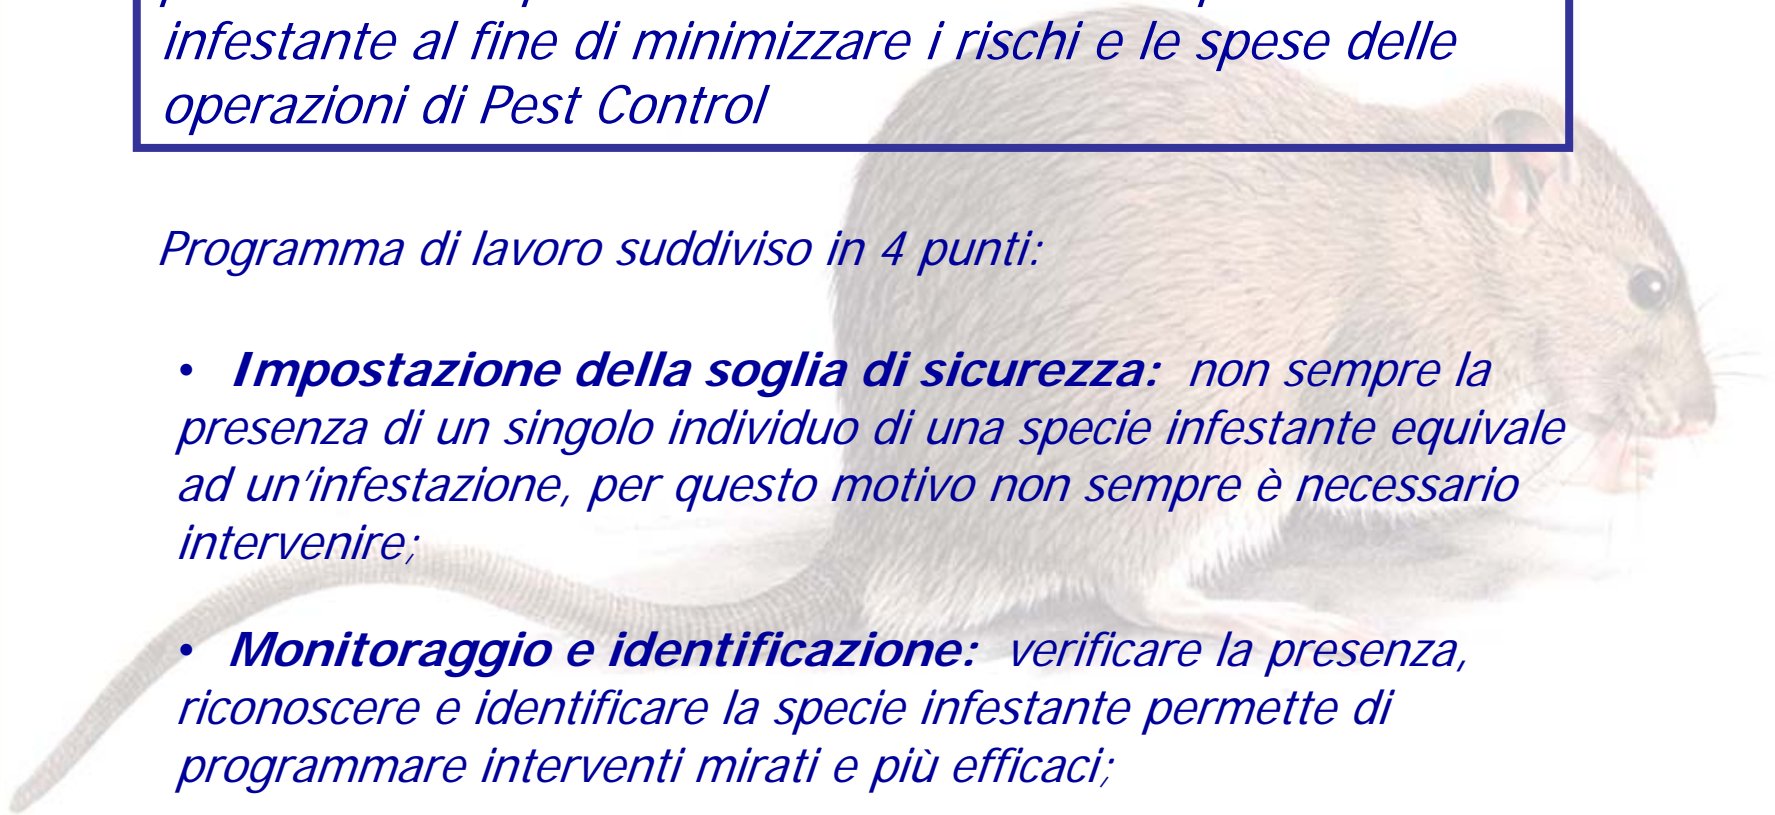 infestante al fine di minimizzare i rischi e le spese delle
operazioni di Pest Control
Programma di lavoro suddiviso in 4 punti:
• Impostazione della soglia di sicurezza: non sempre la
presenza di un singolo individuo di una specie infestante equivale
ad un'infestazione, per questo motivo non sempre è necessario
intervenire;
• Monitoraggio e identificazione: verificare la presenza,
riconoscere e identificare la specie infestante permette di
programmare interventi mirati e più efficaci;